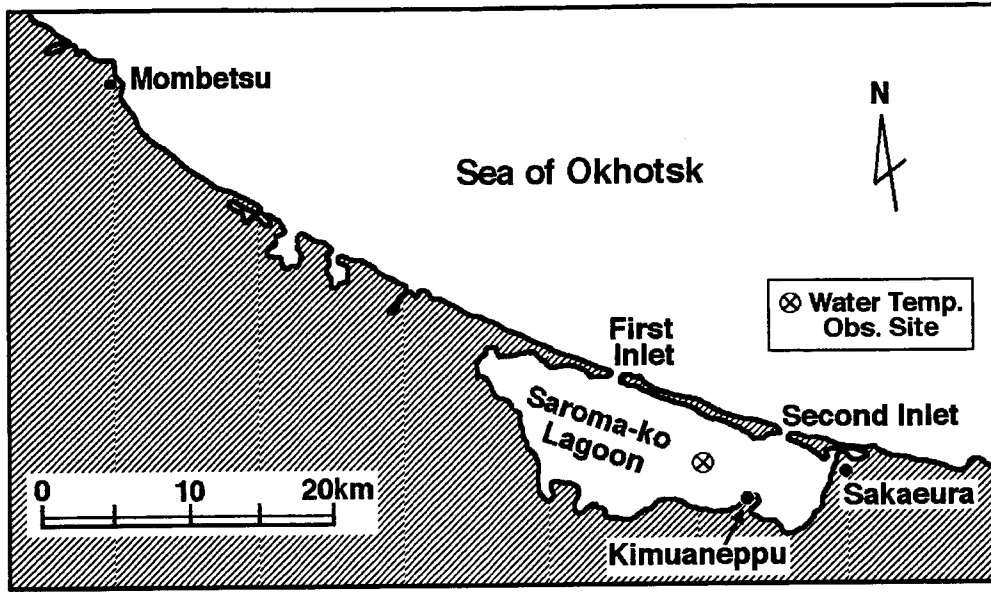 Mombetsu
N
Sea of Okhotsk
⊗ Water Temp.
Obs. Site
First
Inlet
Second Inlet
Saroma-ko
Lagoon
Sakaeura
0 10 20km
Kimuaneppu